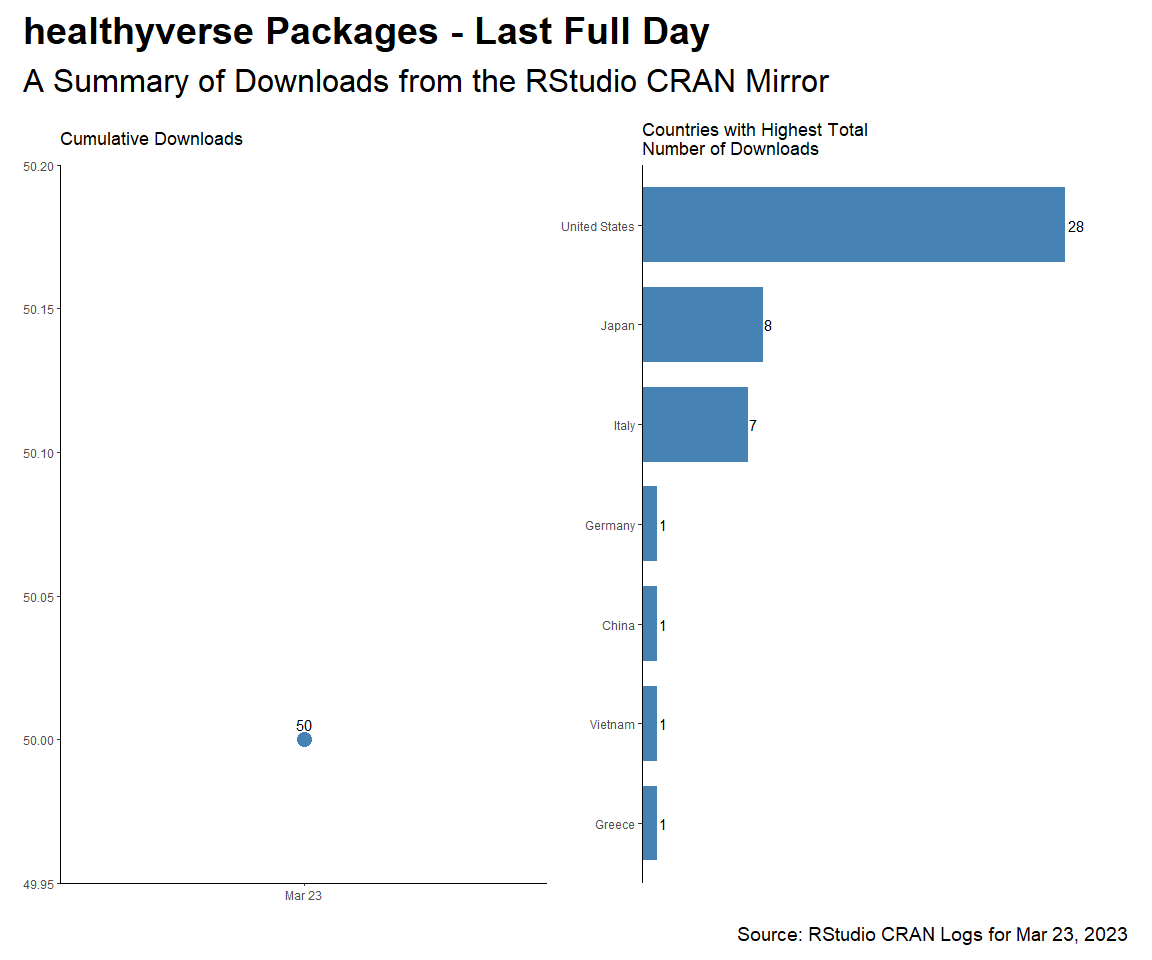 healthyverse Packages - Last Full Day
A Summary of Downloads from the RStudio CRAN Mirror
Cumulative Downloads
50.20
50.15
50.10
50.05
50.00
49.95
50
Mar 23
Countries with Highest Total
Number of Downloads
United States 28
Japan 8
Italy 7
Germany 1
China 1
Vietnam 1
Greece 1
Source: RStudio CRAN Logs for Mar 23, 2023